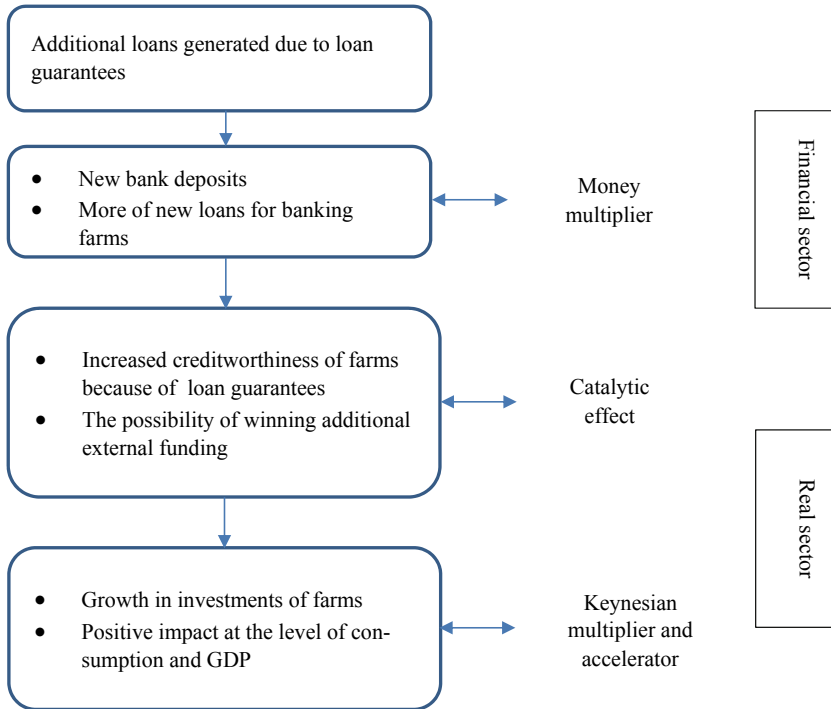 Additional loans generated due to loan
guarantees
• New bank deposits
• More of new loans for banking
farms
Money
multiplier
Financial sector
• Increased creditworthiness of farms
because of loan guarantees
• The possibility of winning additional
external funding
Catalytic
effect
Real sector
• Growth in investments of farms
• Positive impact at the level of con-
sumption and GDP
Keynesian
multiplier and
accelerator